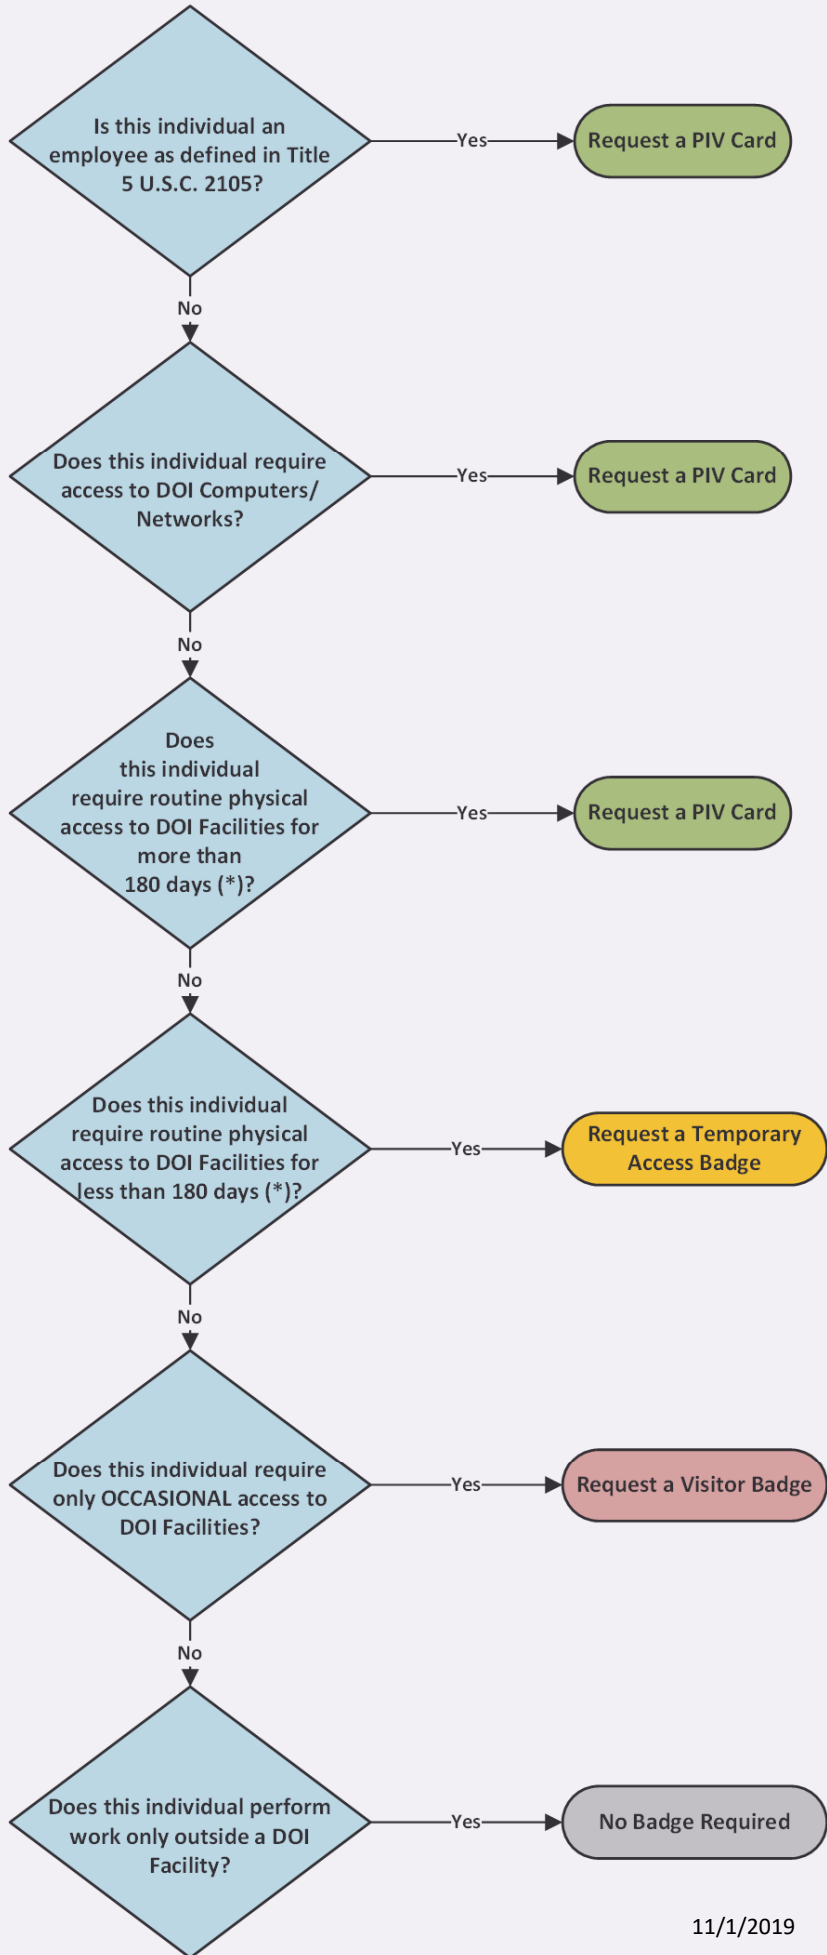 Is this individual an
employee as defined in Title
5 U.S.C. 2105?
Yes
Request a PIV Card
No
Does this individual require
access to DOI Computers/
Networks?
Yes
Request a PIV Card
No
Does
this individual
require routine physical
access to DOI Facilities for
more than
180 days (*)?
Yes
Request a PIV Card
No
Does this individual
require routine physical
access to DOI Facilities for
less than 180 days (*)?
Yes
Request a Temporary
Access Badge
No
Does this individual require
only OCCASIONAL access to
DOI Facilities?
Yes
Request a Visitor Badge
No
Does this individual perform
work only outside a DOI
Facility?
Yes
No Badge Required
11/1/2019